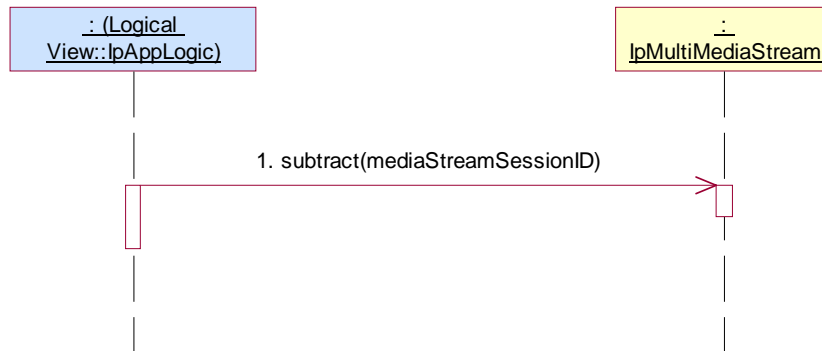 : (Logical
View::IpAppLogic)
:
IpMultiMediaStream
1. subtract(mediaStreamSessionID)